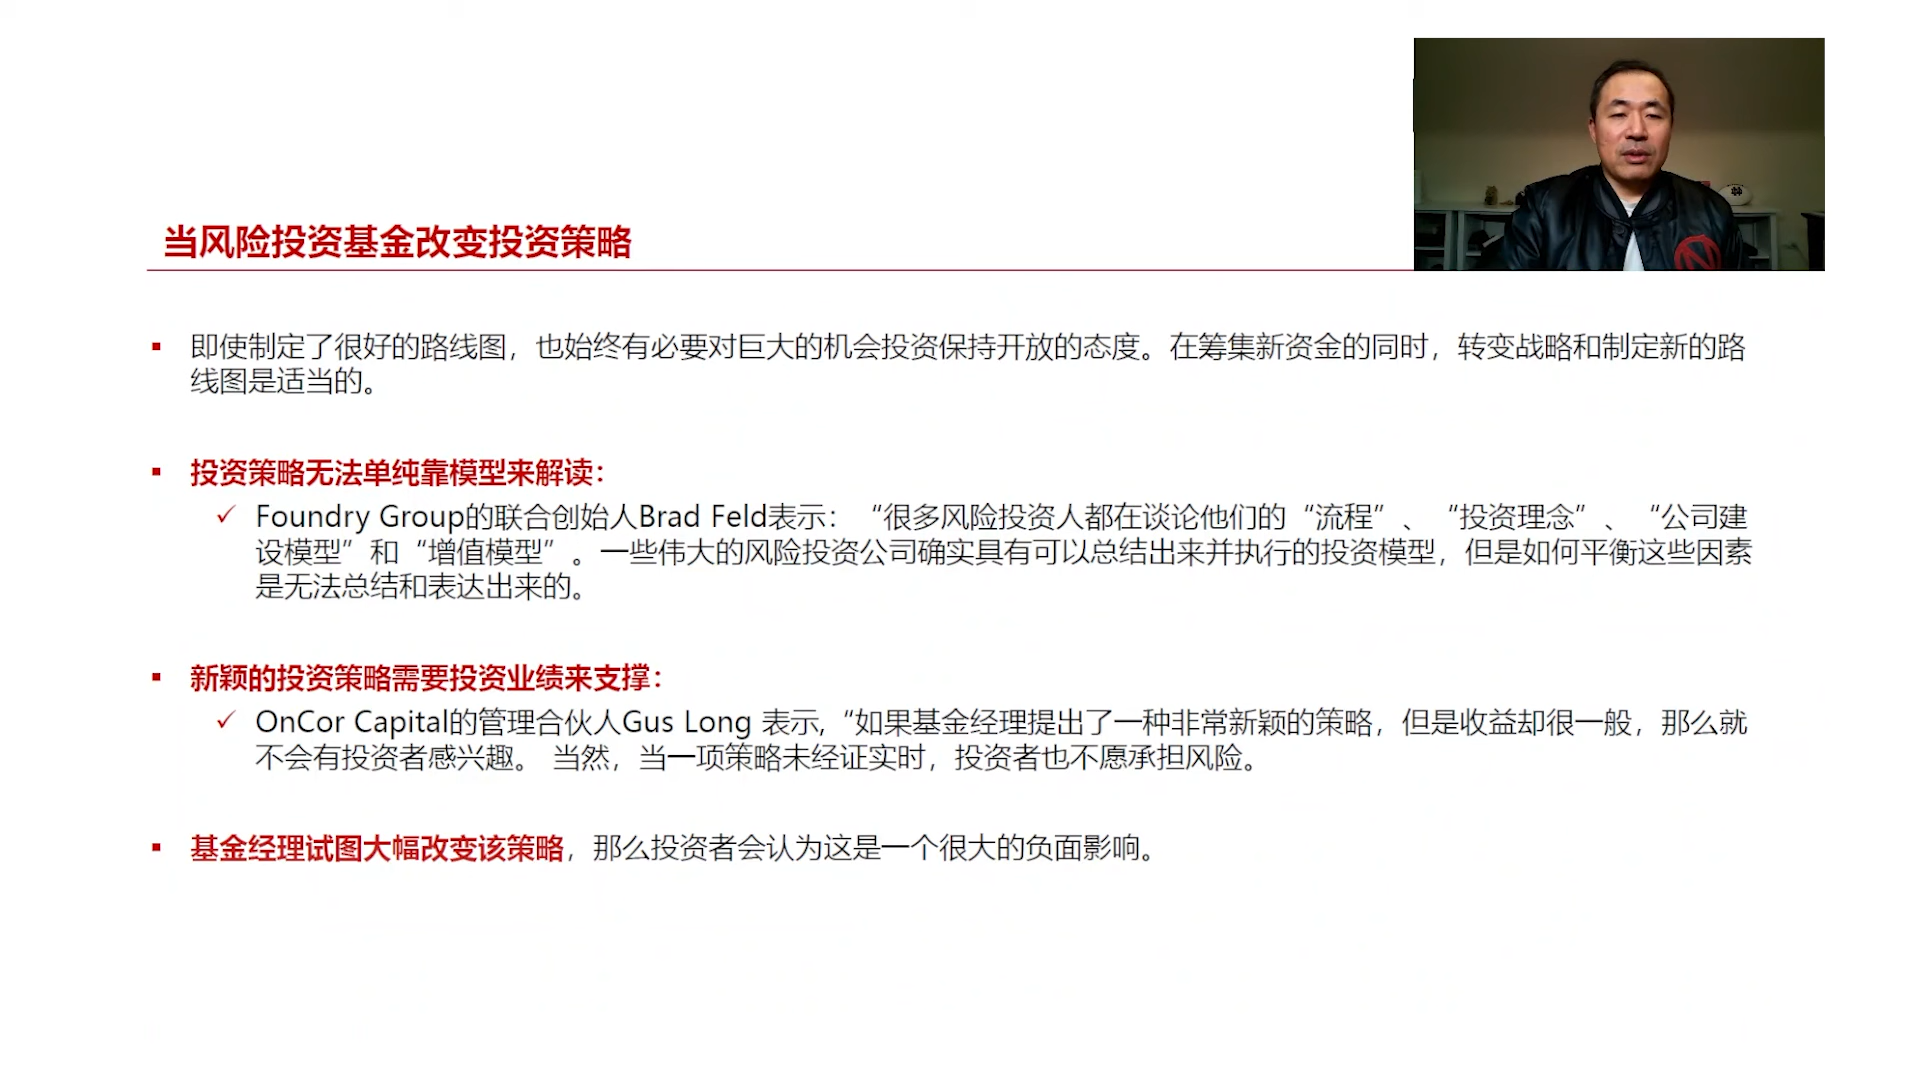 当风险投资基金改变投资策略
即使制定了很好的路线图，也始终有必要对巨大的机会投资保持开放的态度。在筹集新资金的同时，转变战略和制定新的路
线图是适当的。
投资策略无法单纯靠模型来解读：
Foundry Group的联合创始人Brad Feld表示：“很多风险投资人都在谈论他们的“流程”、“投资理念”、“公司建
设模型”和“增值模型”。一些伟大的风险投资公司确实具有可以总结出来并执行的投资模型，但是如何平衡这些因素
是无法总结和表达出来的。
新颖的投资策略需要投资业绩来支撑：
OnCor Capital的管理合伙人Gus Long 表示,“如果基金经理提出了一种非常新颖的策略，但是收益却很一般，那么就
不会有投资者感兴趣。 当然，当一项策略未经证实时，投资者也不愿承担风险。
基金经理试图大幅改变该策略，那么投资者会认为这是一个很大的负面影响。